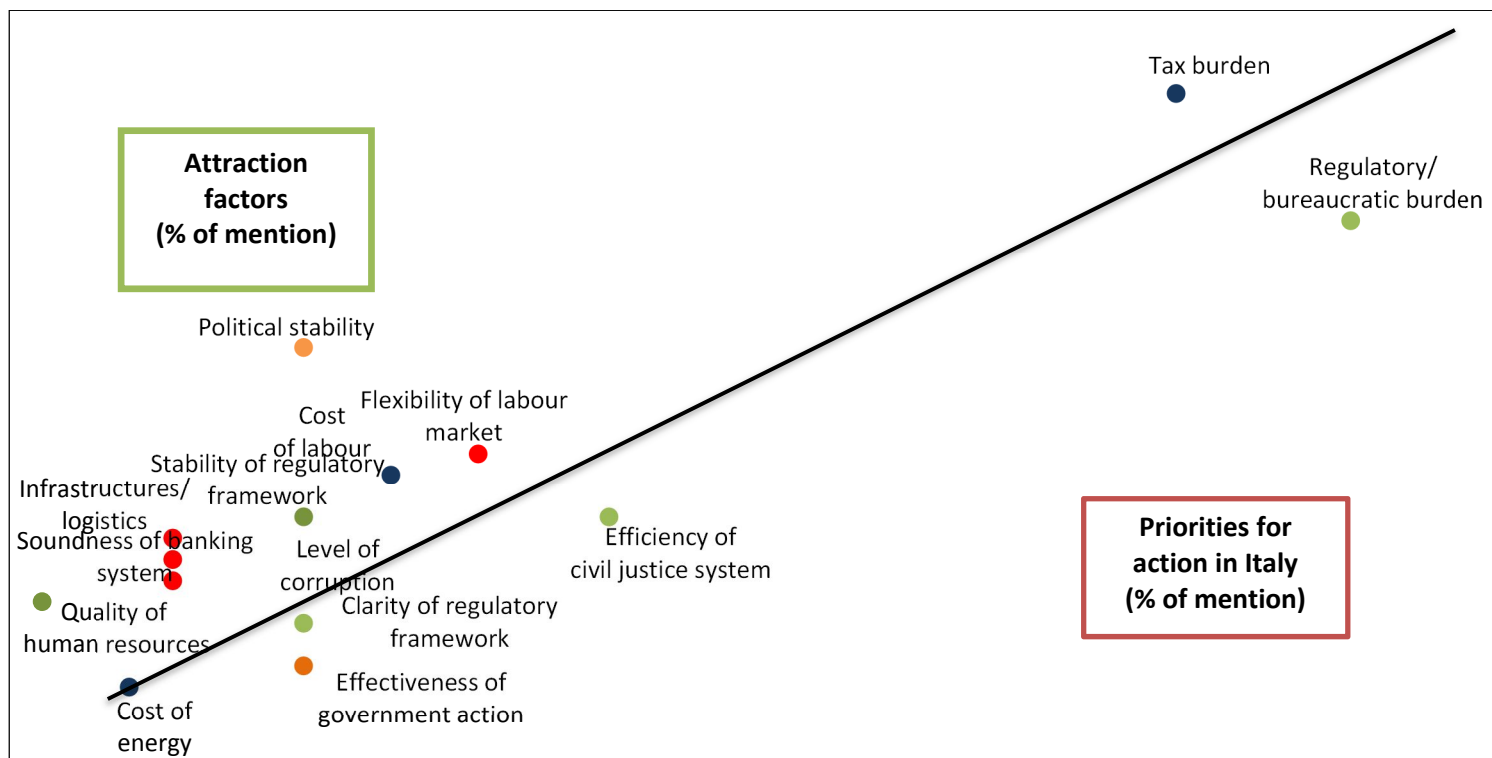 Tax burden
Attraction
factors
(% of mention)
Regulatory/
bureaucratic burden
Political stability
Flexibility of labour
market
Cost
of labour
Stability of regulatory
framework
Infrastructures/
logistics
Soundness of banking
system
Level of
corruption
Efficiency of
civil justice system
Priorities for
action in Italy
(% of mention)
Quality of
human resources
Clarity of regulatory
framework
Effectiveness of
government action
Cost of
energy